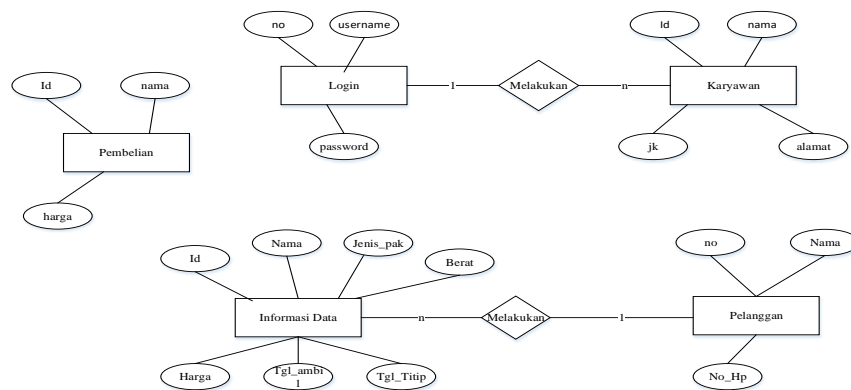 no
username
Id
nama
Login
1
Melakukan
n
Karyawan
password
jk
alamat
Id
nama
Pembelian
harga
Id
Nama
Jenis_pak
Berat
no
Nama
Informasi Data
n
Melakukan
1
Pelanggan
Harga
Tgl_ambi
l
Tgl_Titip
No_Hp